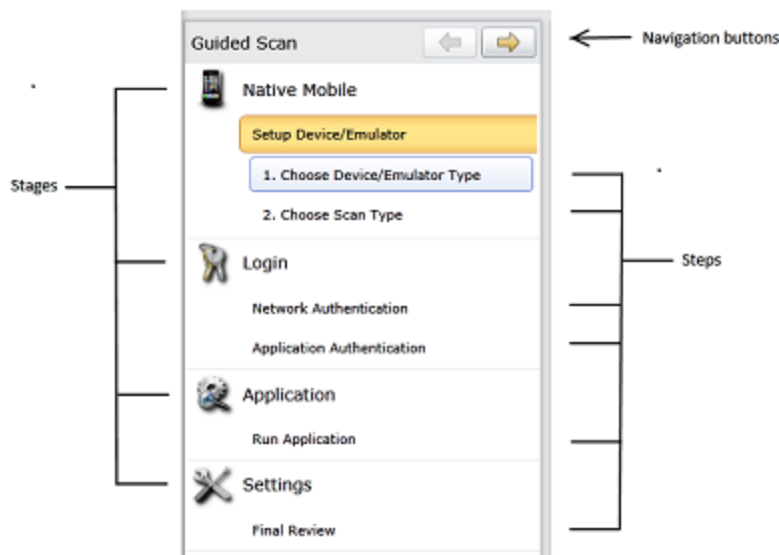 Guided Scan
Navigation buttons
Native Mobile
Setup Device/Emulator
1. Choose Device/Emulator Type
Stages
2. Choose Scan Type
Login
Steps
Network Authentication
Application Authentication
Application
Run Application
Settings
Final Review